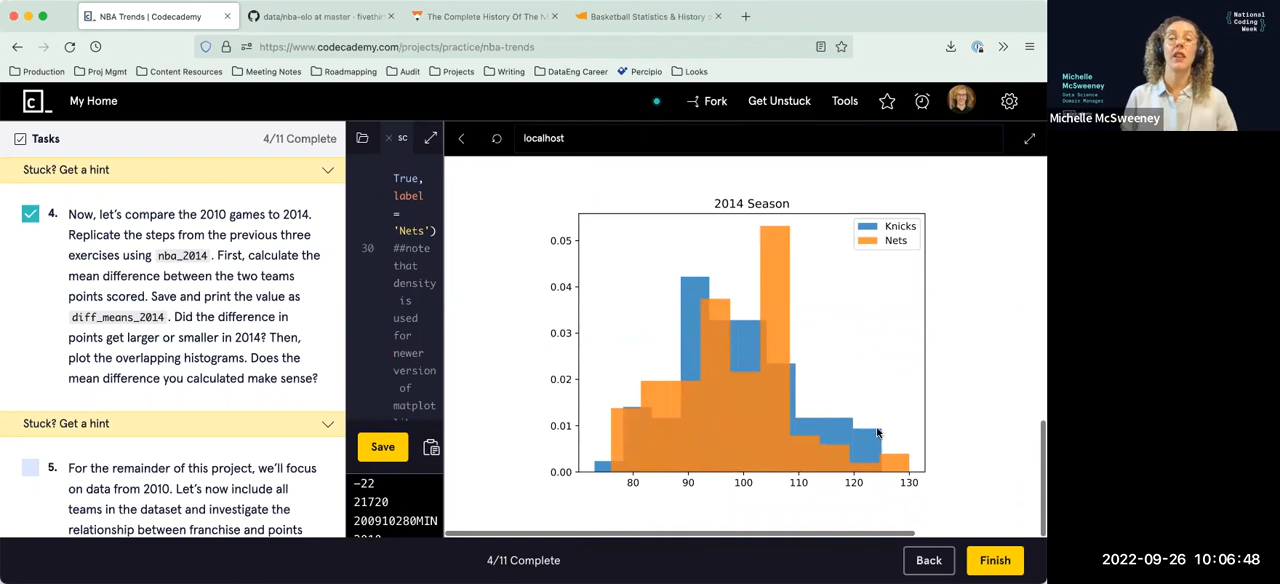 NBA Trends | Codecademy
data/nba-elo at master · fivethir
The Complete History Of The N
Basketball Statistics & History o
https://www.codecademy.com/projects/practice/nba-trends
Production
Proj Mgmt
Content Resources
Meeting Notes
Roadmapping
Audit
Projects
Writing
DataEng Career
Percipio
Looks
{ National
Coding
Week }
Michelle
McSweeney
Data Science
Domain Manager
Michelle McSweeney
c_
My Home
Fork
Get Unstuck
Tools
Tasks
4/11 Complete
sc
localhost
Stuck? Get a hint
4. Now, let's compare the 2010 games to 2014.
Replicate the steps from the previous three
exercises using nba_2014. First, calculate the
mean difference between the two teams
points scored. Save and print the value as
diff_means_2014. Did the difference in
points get larger or smaller in 2014? Then,
plot the overlapping histograms. Does the
mean difference you calculated make sense?
Stuck? Get a hint
5. For the remainder of this project, we'll focus
on data from 2010. Let's now include all
teams in the dataset and investigate the
relationship between franchise and points
True,
label
=
'Nets')
30 ##note
that
density
is
used
for
newer
version
of
matplot
Save
-22
21720
200910280MIN
2010
2014 Season
Knicks
Nets
0.05
0.04
0.03
0.02
0.01
0.00
80 90 100 110 120 130
4/11 Complete
Back
Finish
2022-09-26 10:06:48